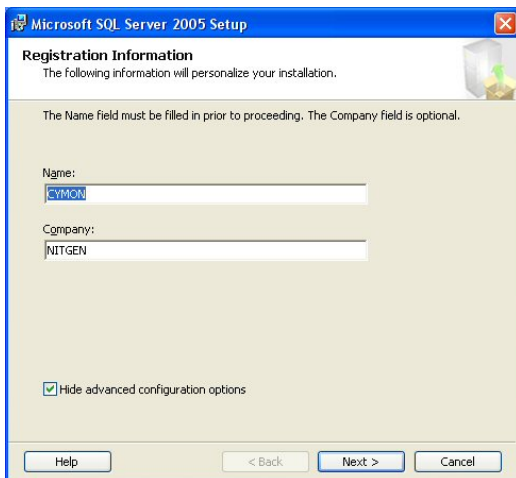 Microsoft SQL Server 2005 Setup
Registration Information
The following information will personalize your installation.
The Name field must be filled in prior to proceeding. The Company field is optional.
Name:
CYMON
Company:
NITGEN
Hide advanced configuration options
Help
< Back
Next >
Cancel